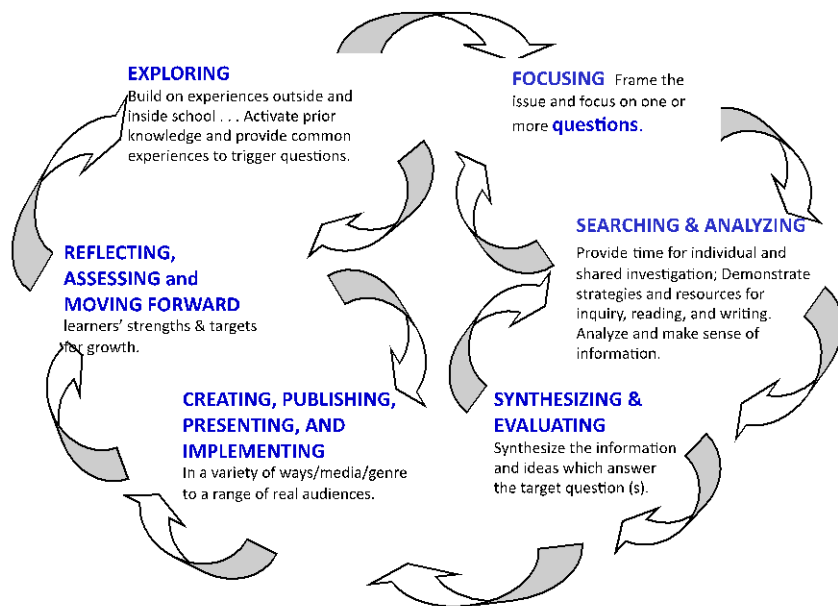 EXPLORING
Build on experiences outside and
inside school . . . Activate prior
knowledge and provide common
experiences to trigger questions.
FOCUSING Frame the
issue and focus on one or
more questions.
SEARCHING & ANALYZING
Provide time for individual and
shared investigation; Demonstrate
strategies and resources for
inquiry, reading, and writing.
Analyze and make sense of
information.
REFLECTING,
ASSESSING and
MOVING FORWARD
learners' strengths & targets
for growth.
CREATING, PUBLISHING,
PRESENTING, AND
IMPLEMENTING
In a variety of ways/media/genre
to a range of real audiences.
SYNTHESIZING &
EVALUATING
Synthesize the information
and ideas which answer
the target question (s).